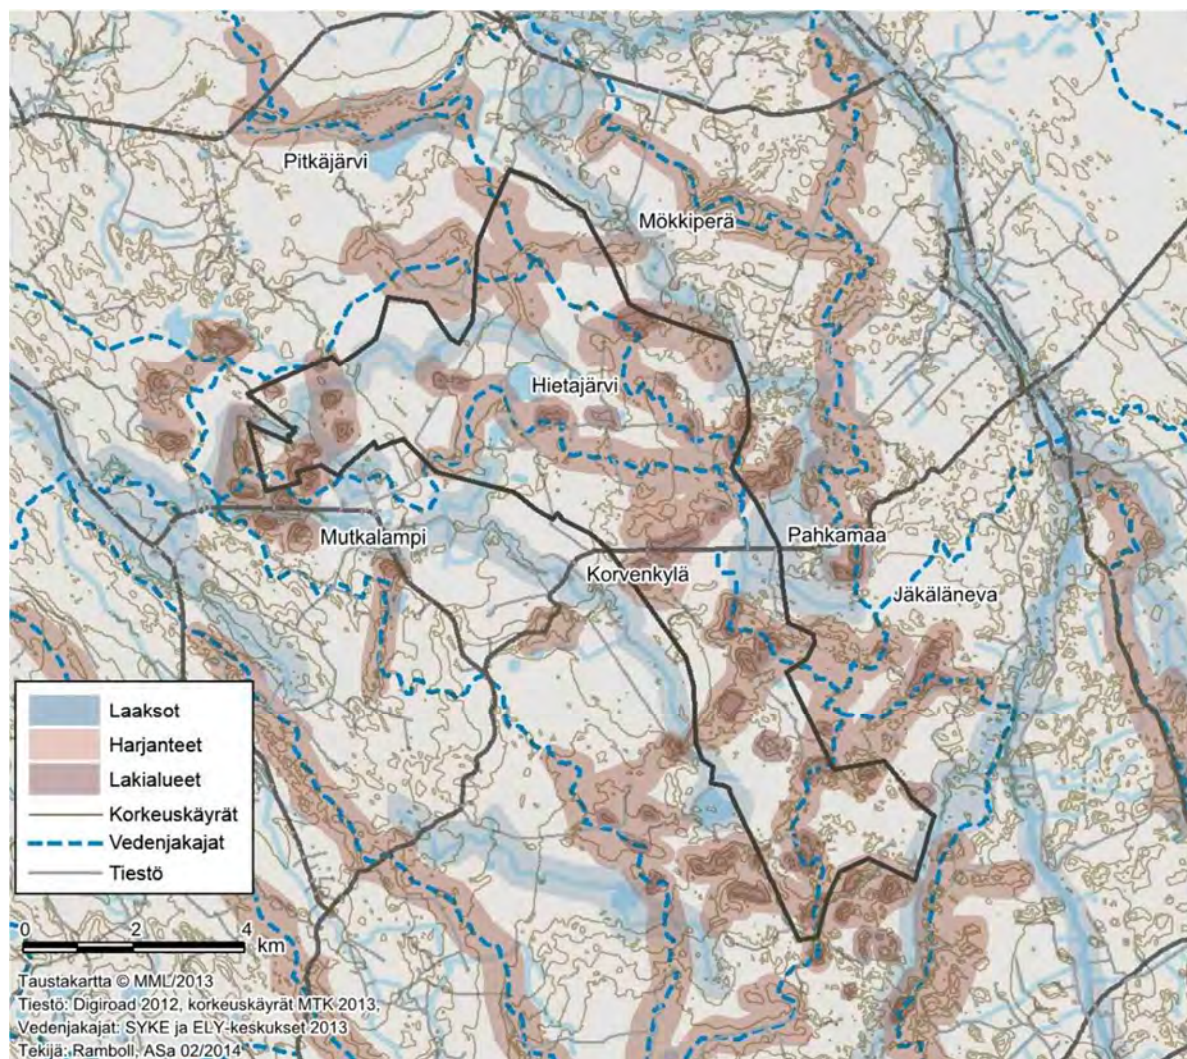 Pitkäjärvi
Mökkiperä
Hietajärvi
Mutkalampi
Korvenkylä
Pahkamaa
Jäkäläneva
Laaksot
Harjanteet
Lakialueet
Korkeuskäyrät
Vedenjakajat
Tiestö
0 2 4
km
Taustakartta © MML/2013
Tiestö: Digiroad 2012, korkeuskäyrät MTK 2013,
Vedenjakajat: SYKE ja ELY-keskukset 2013
Tekijä: Ramboll, ASa 02/2014